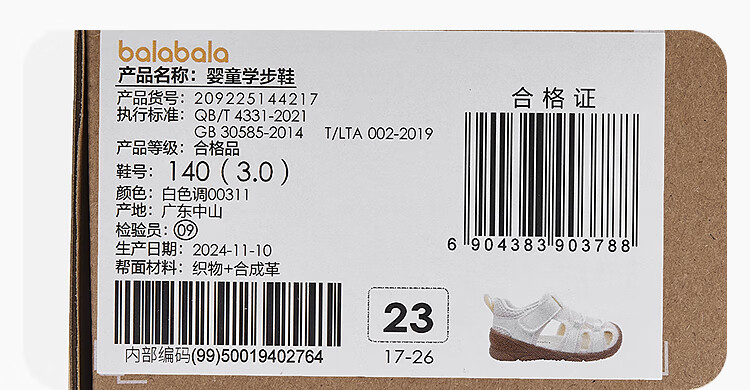 balabala
产品名称：婴童学步鞋
产品货号：209225144217
执行标准：QB/T 4331-2021
GB 30585-2014 T/LTA 002-2019
产品等级：合格品
鞋号：140（3.0）
颜色：白色调00311
产地：广东中山
检验员：09
生产日期：2024-11-10
帮面材料：织物+合成革
合格证
6 904383 903788
内部编码(99)50019402764
23
17-26